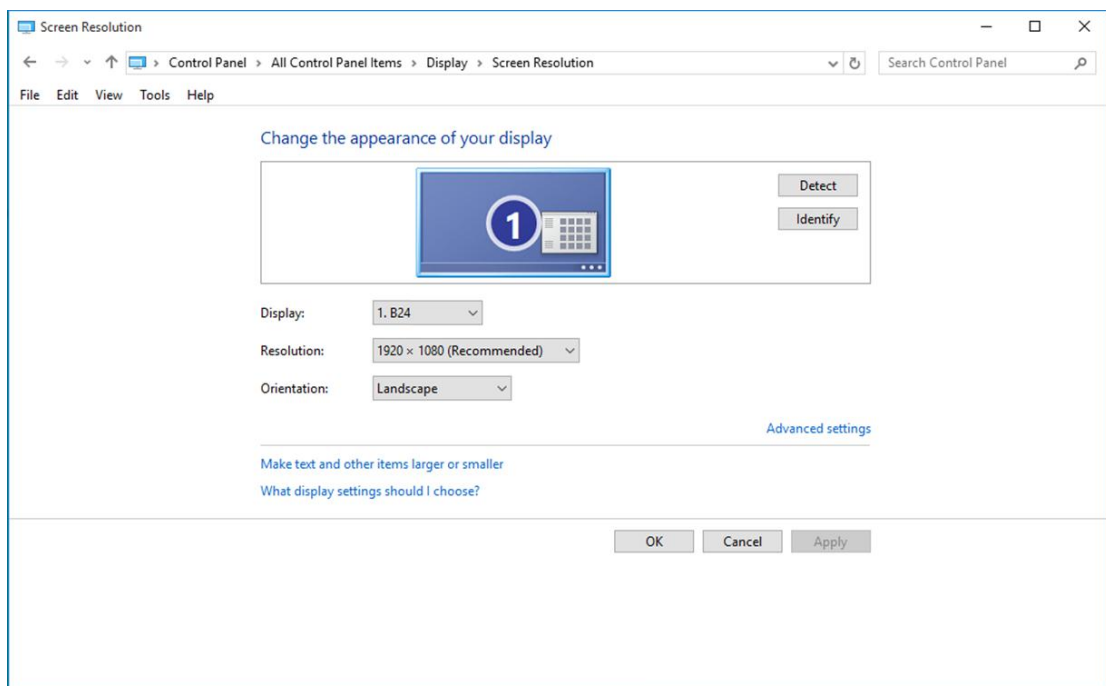 Screen Resolution
Control Panel > All Control Panel Items > Display > Screen Resolution
Search Control Panel
File Edit View Tools Help
Change the appearance of your display
1
Detect
Identify
Display: 1. B24
Resolution: 1920 × 1080 (Recommended)
Orientation: Landscape
Advanced settings
Make text and other items larger or smaller
What display settings should I choose?
OK Cancel Apply